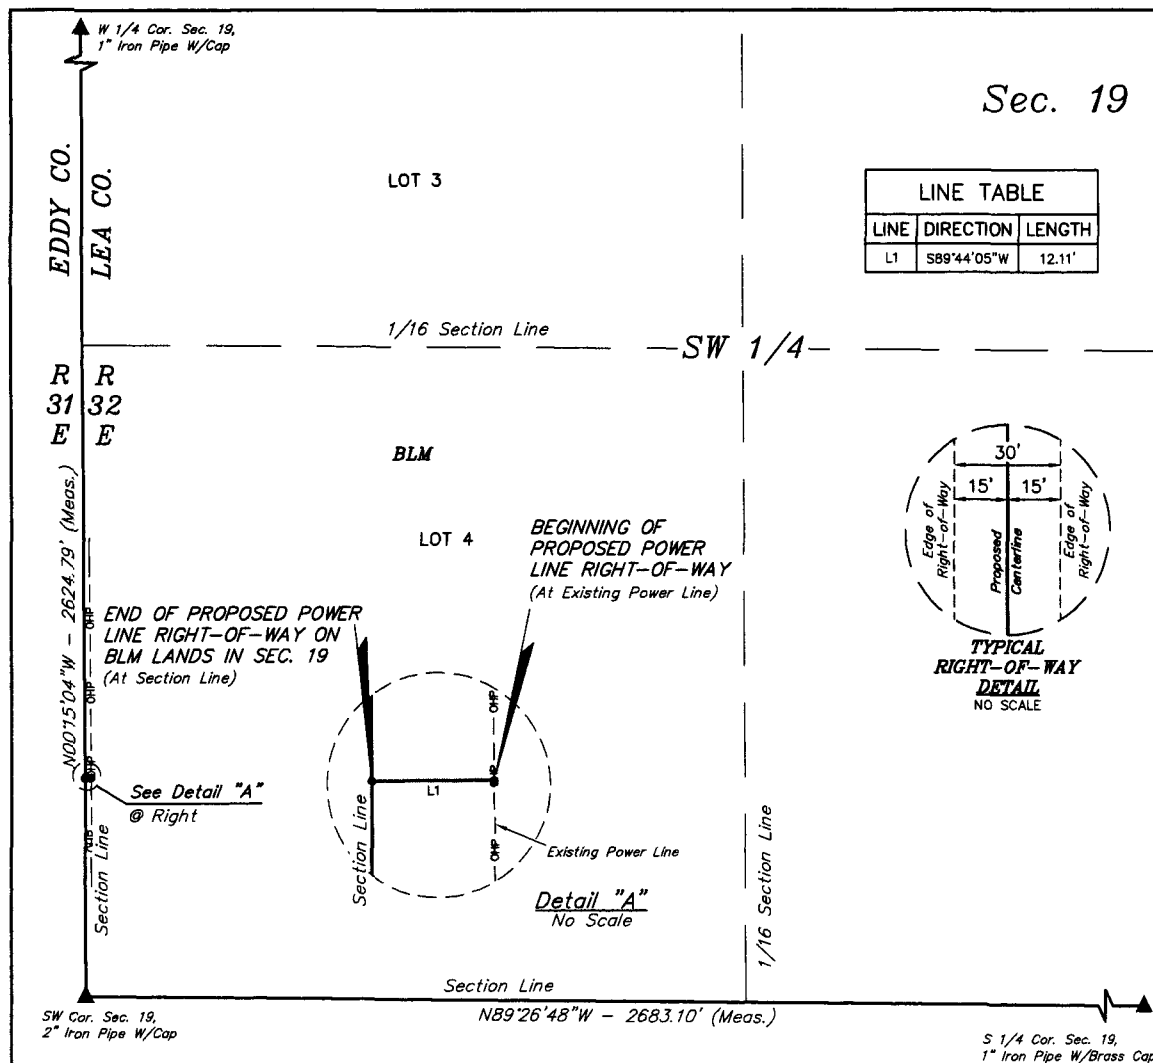 W 1/4 Cor. Sec. 19,
1" Iron Pipe W/Cap
Sec. 19
EDDY CO.
LEA CO.
LOT 3
LINE TABLE
LINE DIRECTION LENGTH
L1 S89°44'05"W 12.11'
1/16 Section Line
SW 1/4
R R
31 32
E E
BLM
LOT 4
N00°15'04"W - 2624.79' (Meas.)
30'
15' 15'
Edge of
Right-of-Way
Proposed
Centerline
Edge of
Right-of-Way
TYPICAL
RIGHT-OF-WAY
DETAIL
NO SCALE
BEGINNING OF
PROPOSED POWER
LINE RIGHT-OF-WAY
(At Existing Power Line)
END OF PROPOSED POWER
LINE RIGHT-OF-WAY ON
BLM LANDS IN SEC. 19
(At Section Line)
OHP
OHP
OHP
OHP
OHP
OHP
See Detail "A"
@ Right
L1
Section Line
Section Line
Existing Power Line
Detail "A"
No Scale
1/16 Section Line
Section Line
N89°26'48"W - 2683.10' (Meas.)
SW Cor. Sec. 19,
2" Iron Pipe W/Cap
S 1/4 Cor. Sec. 19,
1" Iron Pipe W/Brass Cap